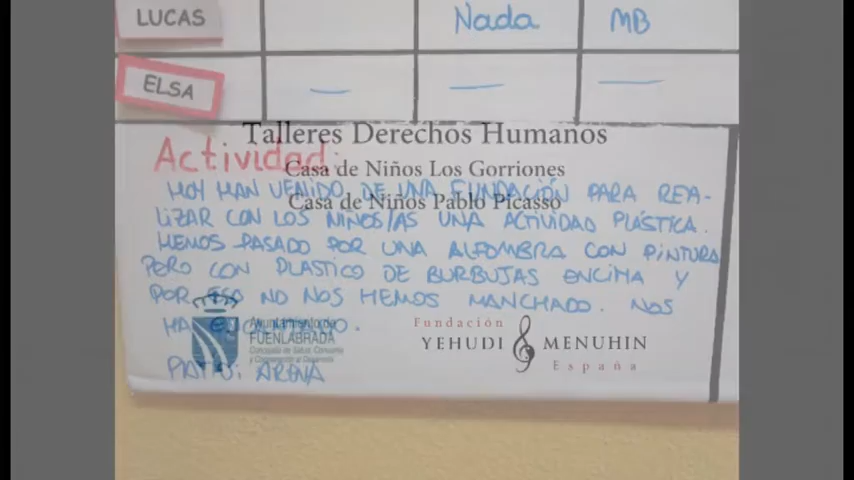 LUCAS Nada MB
ELSA — — —
Talleres Derechos Humanos
Actividad:
Casa de Niños Los Gorriones
HOY HAN VENIDO DE UNA FUNDACIÓN PARA REA-
Casa de Niños Pablo Picasso
LIZAR CON LOS NIÑOS/AS UNA ACTIVIDAD PLÁSTICA.
HEMOS PASADO POR UNA ALFOMBRA CON PINTURA
PERO CON PLASTICO DE BURBUJAS ENCIMA Y
POR ESO NO NOS HEMOS MANCHADO. NOS
HA ENCANTADO.
Ayuntamiento de
FUENLABRADA
Fundación
YEHUDI MENUHIN
España
PATIO: ARENA